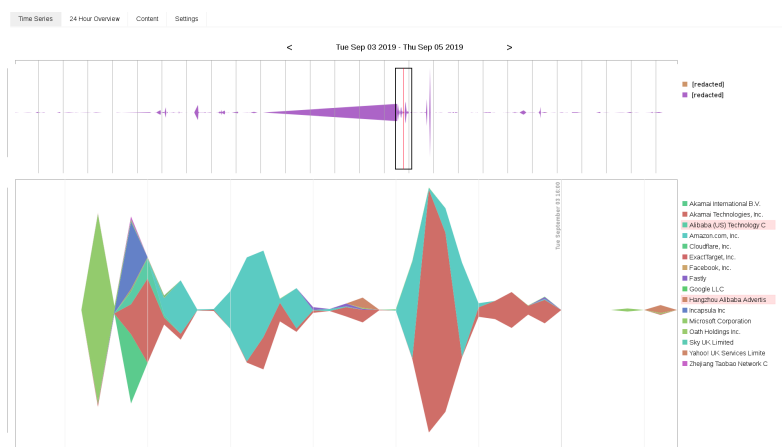 Time Series
24 Hour Overview
Content
Settings
<
Tue Sep 03 2019 - Thu Sep 05 2019
>
[redacted]
[redacted]
Tue September 03 16:00
Akamai International B.V.
Akamai Technologies, Inc.
Alibaba (US) Technology C
Amazon.com, Inc.
Cloudflare, Inc.
ExactTarget, Inc.
Facebook, Inc.
Fastly
Google LLC
Hangzhou Alibaba Advertis
Incapsula Inc
Microsoft Corporation
Oath Holdings Inc.
Sky UK Limited
Yahoo! UK Services Limite
Zhejiang Taobao Network C